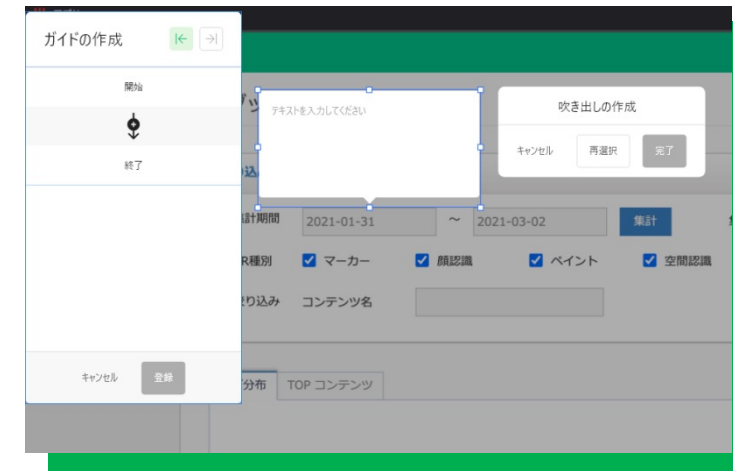 ガイドの作成
開始
終了
キャンセル 登録
テキストを入力してください
吹き出しの作成
キャンセル 再選択 完了
計期間 2021-01-31 ～ 2021-03-02 集計
R種別 マーカー 顔認識 ペイント 空間認識
り込み コンテンツ名
分布 TOP コンテンツ